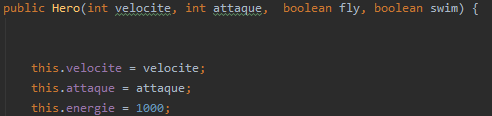 public Hero(int velocite, int attaque,  boolean fly, boolean swim) {
this.velocite = velocite;
this.attaque = attaque;
this.energie = 1000;